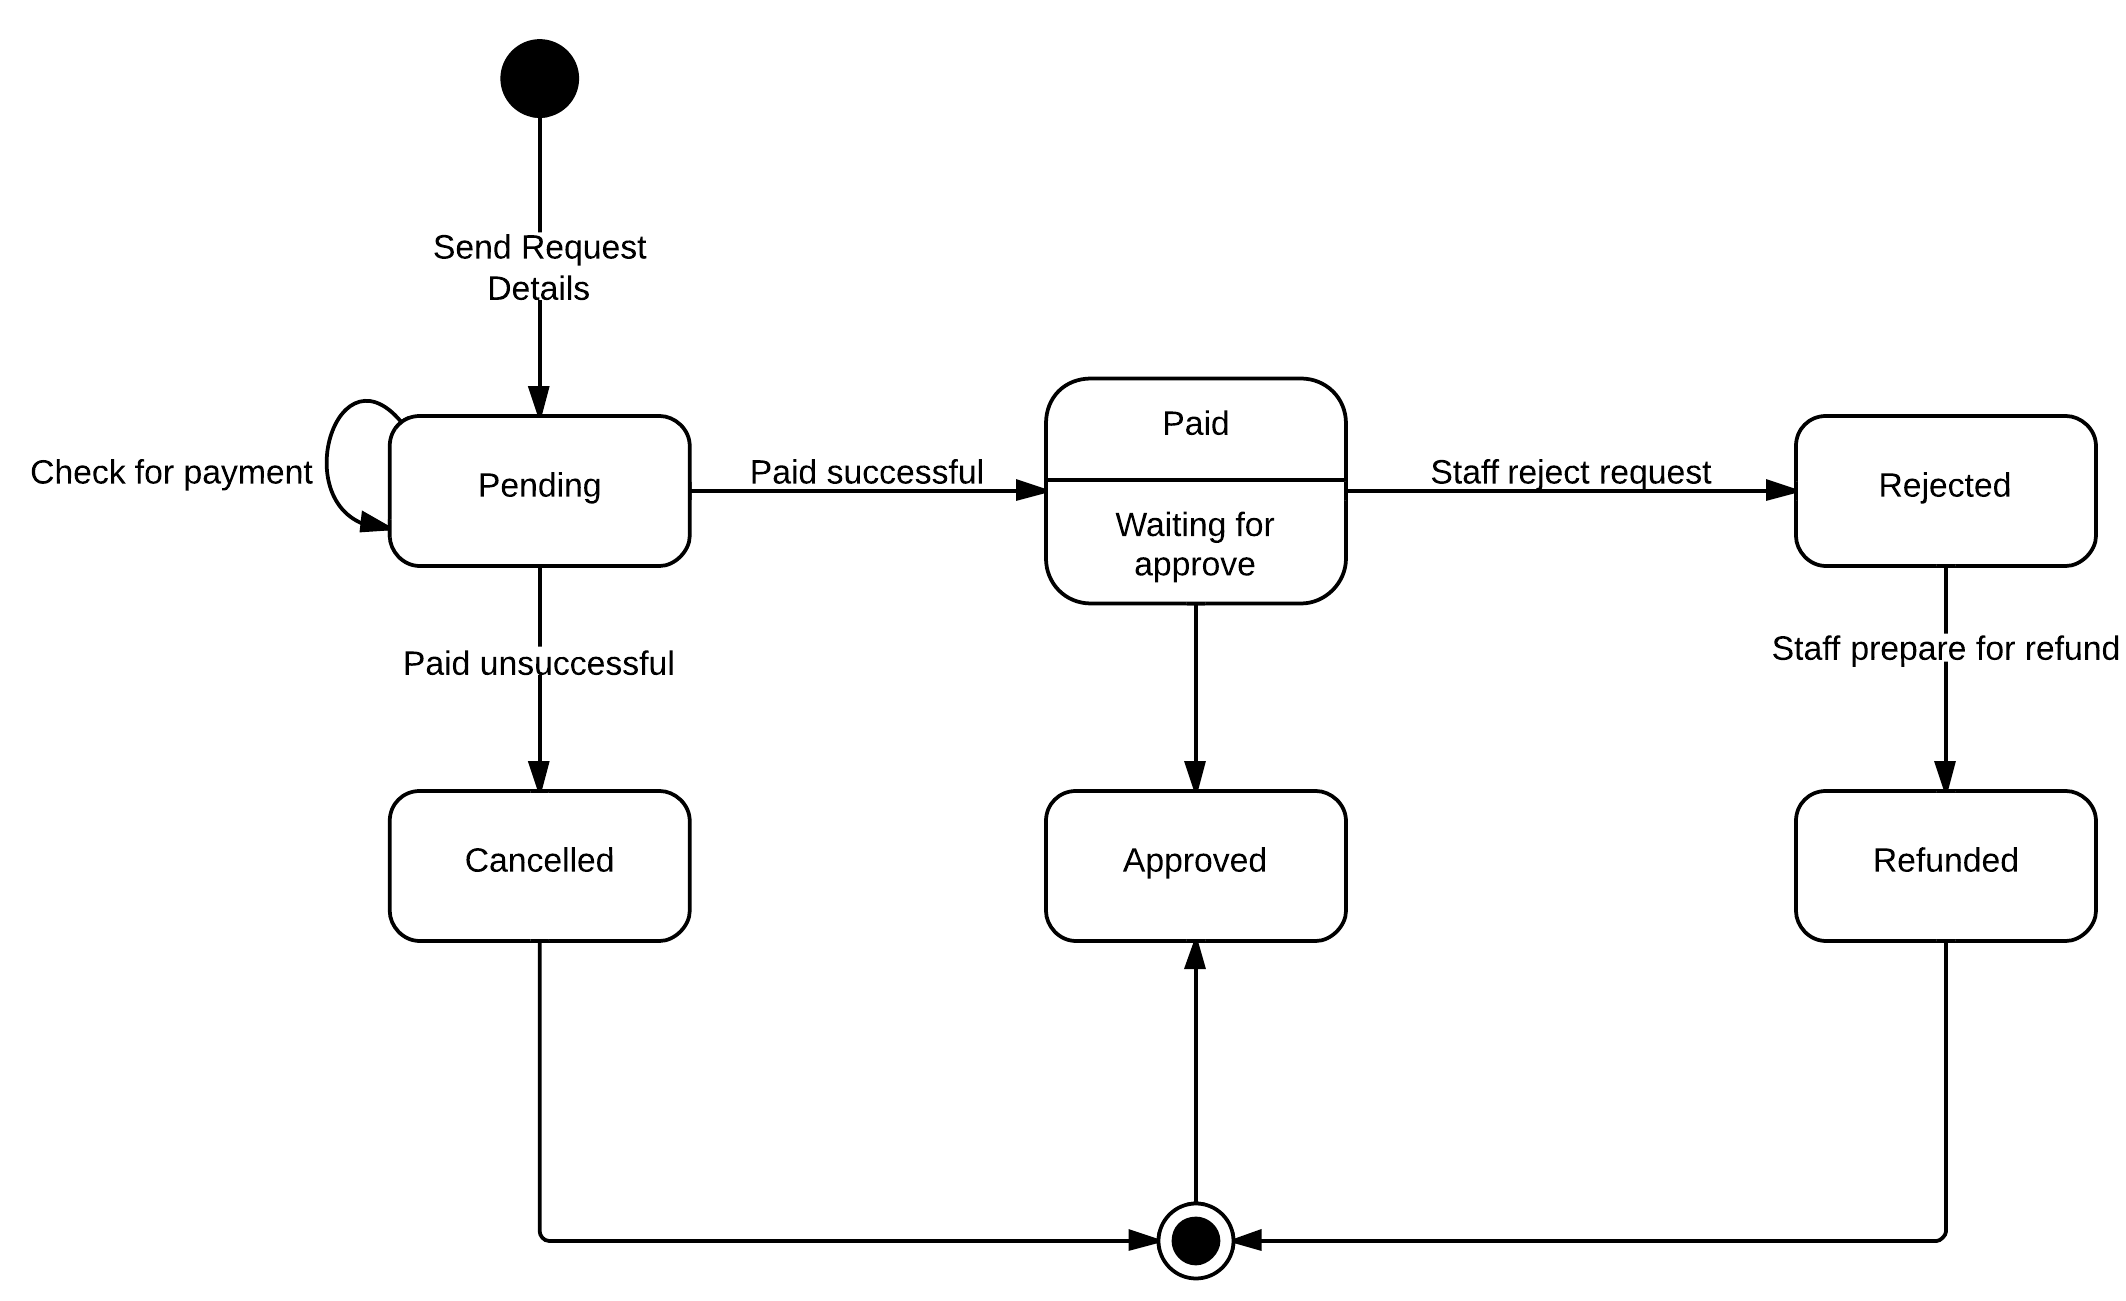 Send Request
Details
Check for payment
Pending
Paid successful
Paid
Waiting for
approve
Staff reject request
Rejected
Paid unsuccessful
Staff prepare for refund
Cancelled
Approved
Refunded